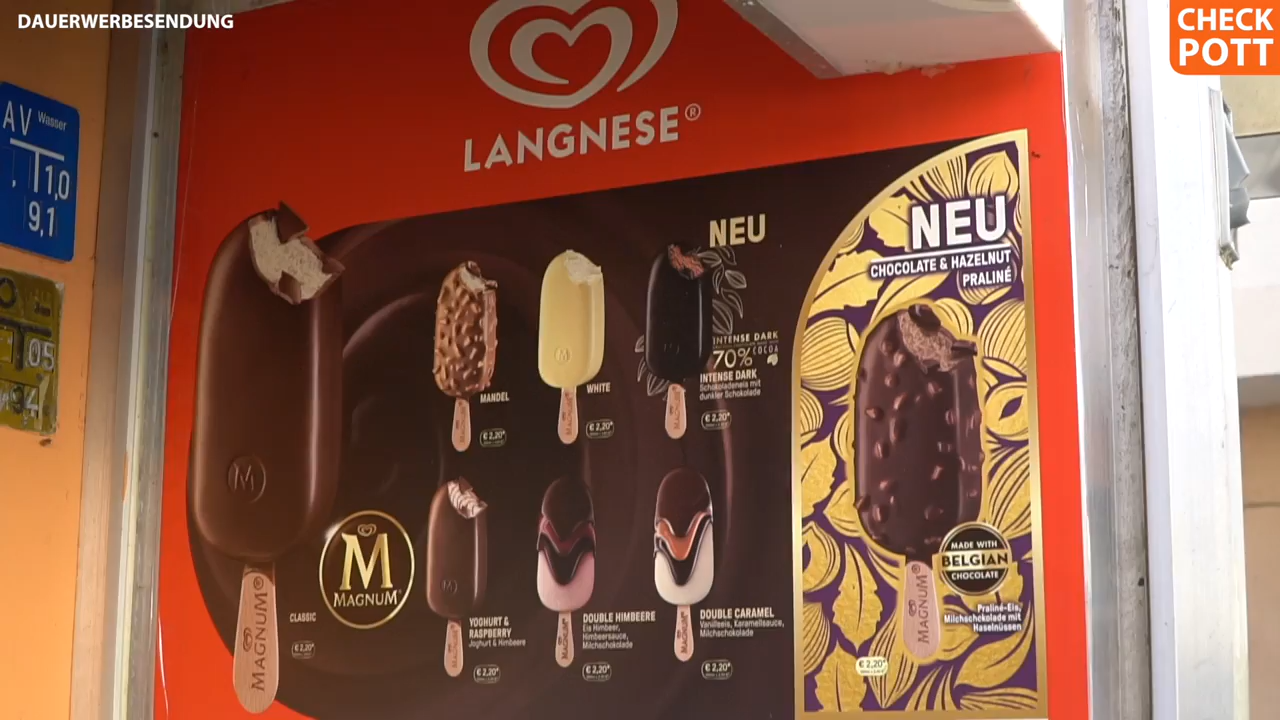 DAUERWERBESENDUNG
CHECK
POTT
AV Wasser
1,0
9,1
05
4
LANGNESE®
NEU
NEU
CHOCOLATE & HAZELNUT
PRALINÉ
INTENSE DARK
70% COCOA
INTENSE DARK
Schokoladeneis mit
dunkler Schokolade
€ 2,20*
MANDEL
€ 2,20*
WHITE
€ 2,20*
M
M
MAGNUM®
CLASSIC
€ 2,20*
MAGNUM®
YOGHURT &
RASPBERRY
Joghurt & Himbeere
€ 2,20*
DOUBLE HIMBEERE
Eis Himbeer,
Himbeersauce,
Milchschokolade
€ 2,20*
DOUBLE CARAMEL
Vanilleeis, Karamellsauce,
Milchschokolade
€ 2,20*
MADE WITH
BELGIAN
CHOCOLATE
MAGNUM®
Praliné-Eis,
Milchschokolade mit
Haselnüssen
€ 2,20*